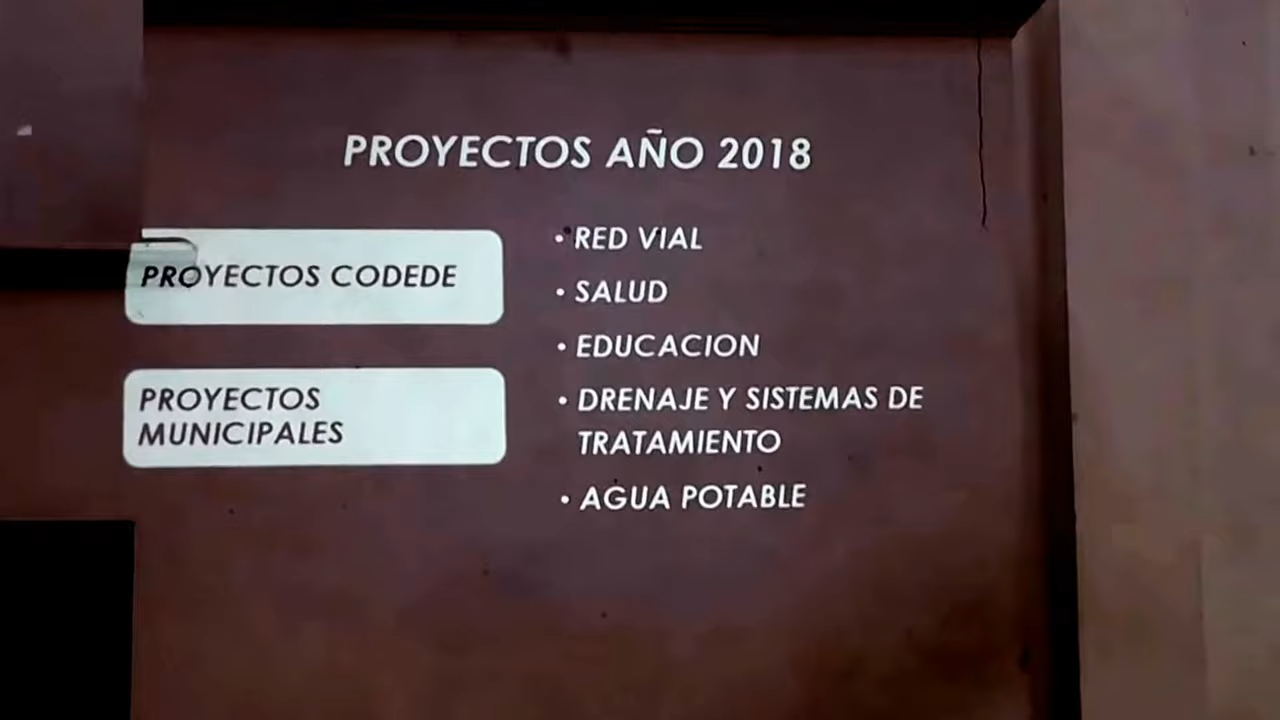 PROYECTOS AÑO 2018
PROYECTOS CODEDE
PROYECTOS
MUNICIPALES
• RED VIAL
• SALUD
• EDUCACION
• DRENAJE Y SISTEMAS DE
TRATAMIENTO
• AGUA POTABLE